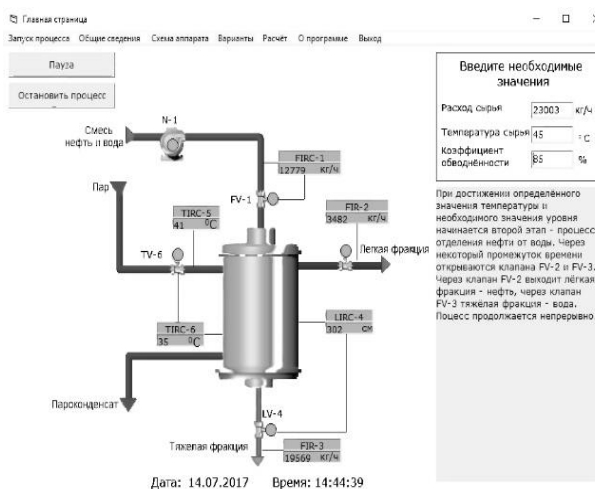 Главная страница
Запуск процесса Общие сведения Схема аппарата Варианты Расчёт О программе Выход
Пауза
Остановить процесс
Введите необходимые
значения
Расход сырья 23003 кг/ч
Температура сырья 45 °C
Коэффициент
обводнённости 85 %
При достижении определённого
значения температуры и
необходимого значения уровня
начинается второй этап - процесс
отделения нефти от воды. Через
некоторый промежуток времени
открываются клапана FV-2 и FV-3.
Через клапан FV-2 выходит лёгкая
фракция - нефть, через клапан
FV-3 тяжёлая фракция - вода.
Поцесс продолжается непрерывно.
N-1
Смесь
нефть и вода
FIRC-1
12779 кг/ч
FV-1
Пар
TIRC-5
41 °C
FIR-2
3482 кг/ч
TV-6
Легкая фракция
TIRC-6
35 °C
LIRC-4
302 см
Пароконденсат
LV-4
Тяжелая фракция
FIR-3
19569 кг/ч
Дата: 14.07.2017 Время: 14:44:39